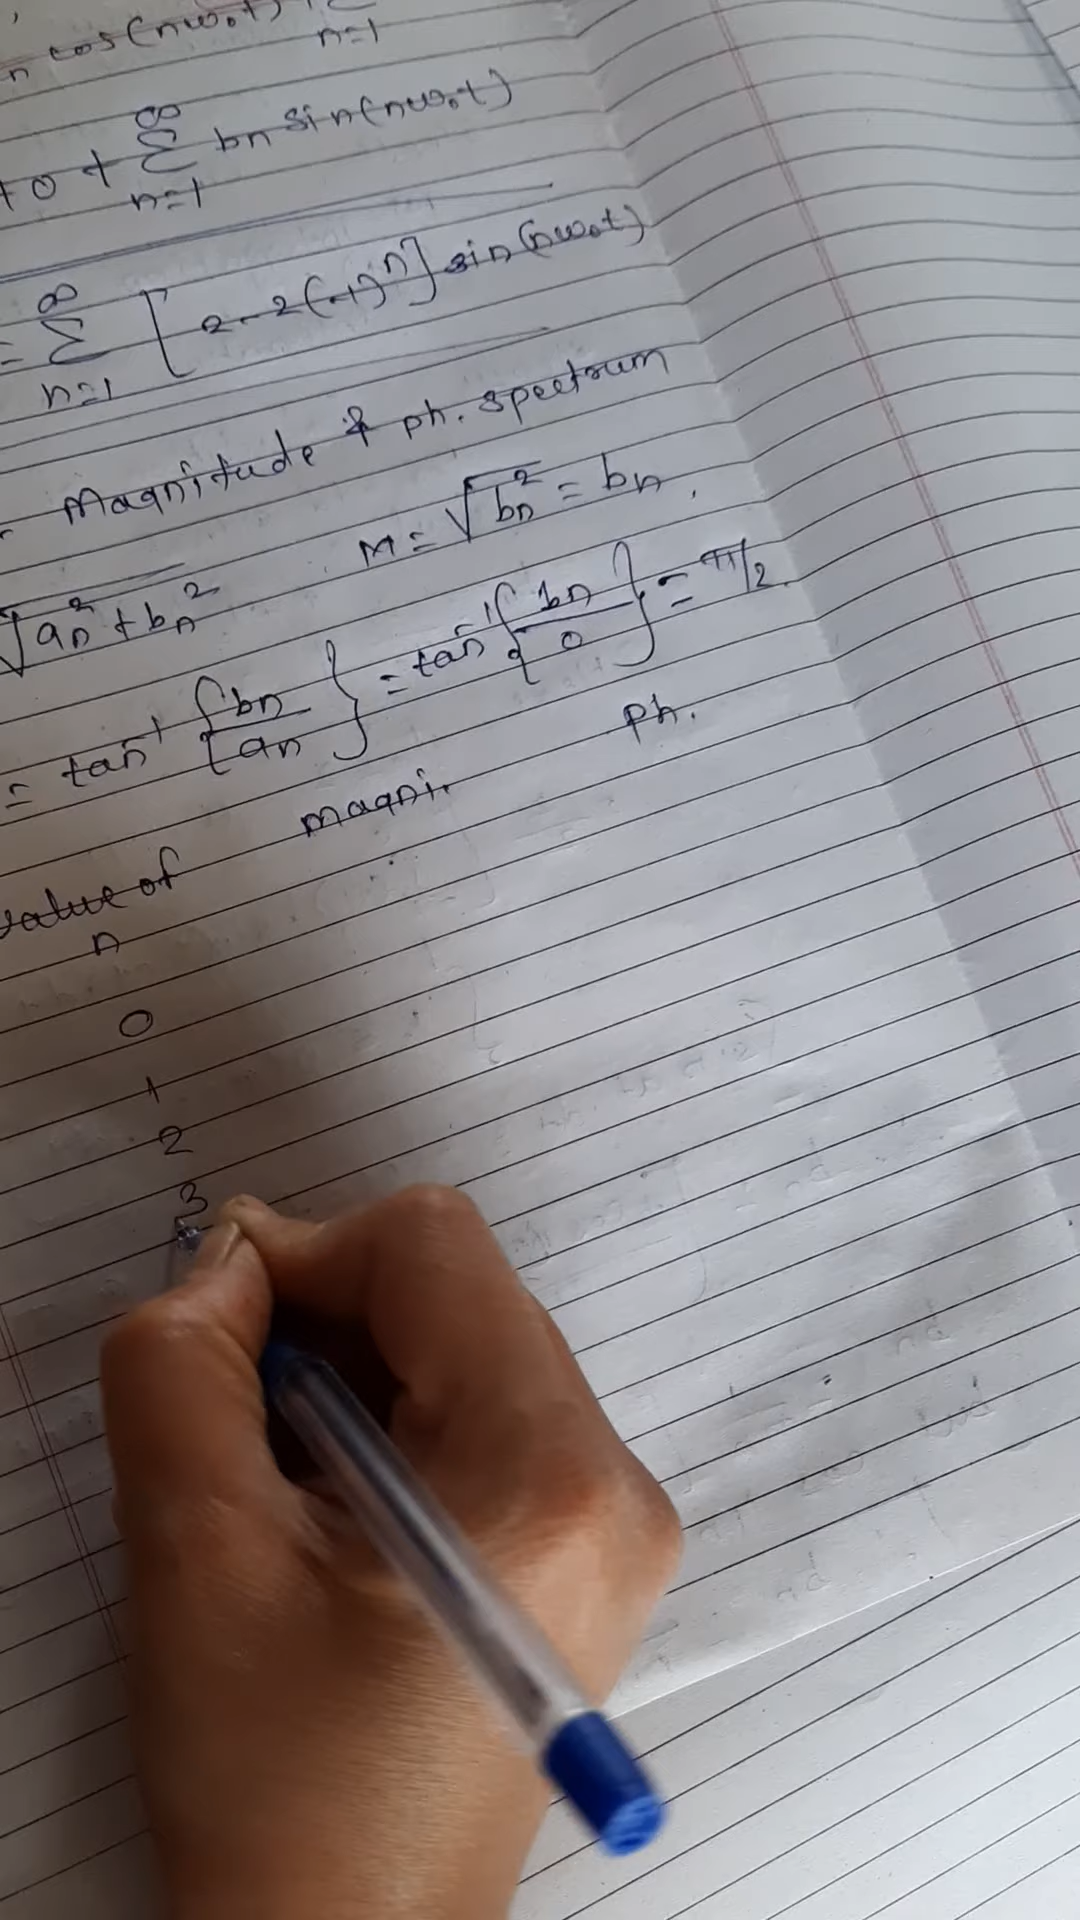 n cos(nω₀t) + Σ n=1
+ 0 + Σ n=1 ∞ bn sin(nω₀t)
= Σ n=1 ∞ [2-2(-1)ⁿ] sin(nω₀t)
Magnitude & ph. spectrum
√an² + bn² M = √bn² = bn.
= tan⁻¹ {bn/an} = tan⁻¹ {bn/0} = π/2.
value of magni. ph.
n
0
1
2
3